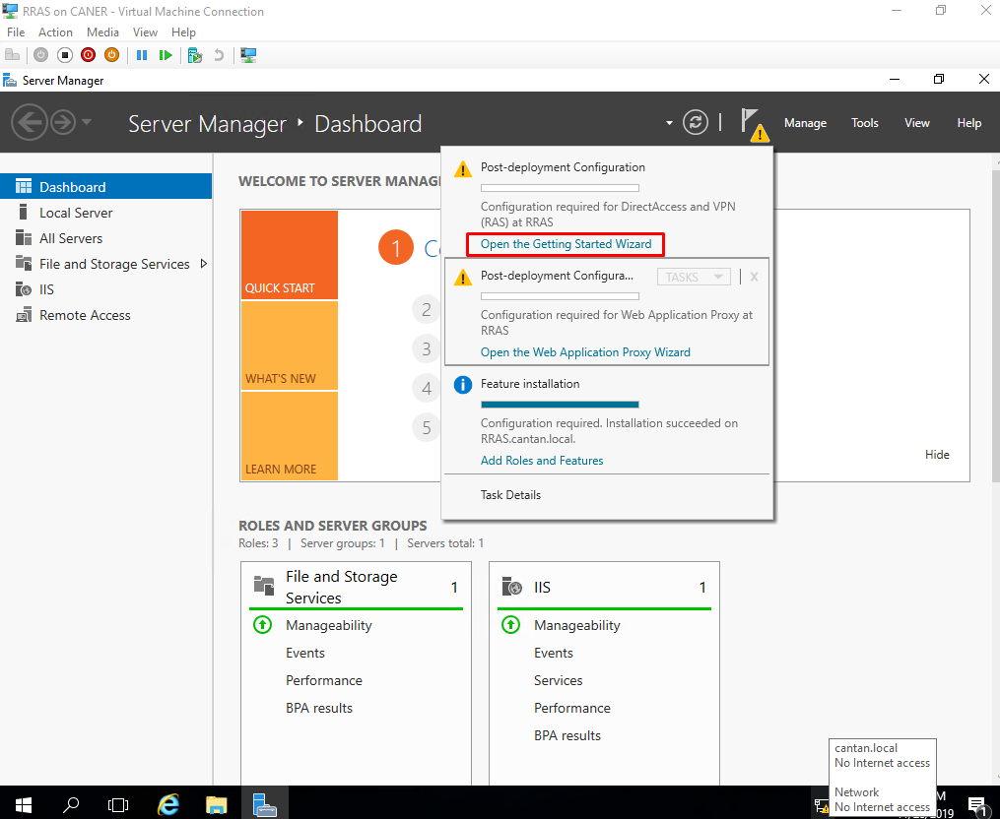 RRAS on CANER - Virtual Machine Connection
File Action Media View Help
Server Manager
Server Manager Dashboard
Manage Tools View Help
Dashboard
Local Server
All Servers
File and Storage Services
IIS
Remote Access
WELCOME TO SERVER MANAG
QUICK START
WHAT'S NEW
LEARN MORE
1
2
3
4
5
Post-deployment Configuration
Configuration required for DirectAccess and VPN
(RAS) at RRAS
Open the Getting Started Wizard
Post-deployment Configura... TASKS X
Configuration required for Web Application Proxy at
RRAS
Open the Web Application Proxy Wizard
Feature installation
Configuration required. Installation succeeded on
RRAS.cantan.local.
Add Roles and Features
Task Details
Hide
ROLES AND SERVER GROUPS
Roles: 3 | Server groups: 1 | Servers total: 1
File and Storage
Services
1
Manageability
Events
Performance
BPA results
IIS 1
Manageability
Events
Services
Performance
BPA results
cantan.local
No Internet access
Network
No Internet access
M
2019
1